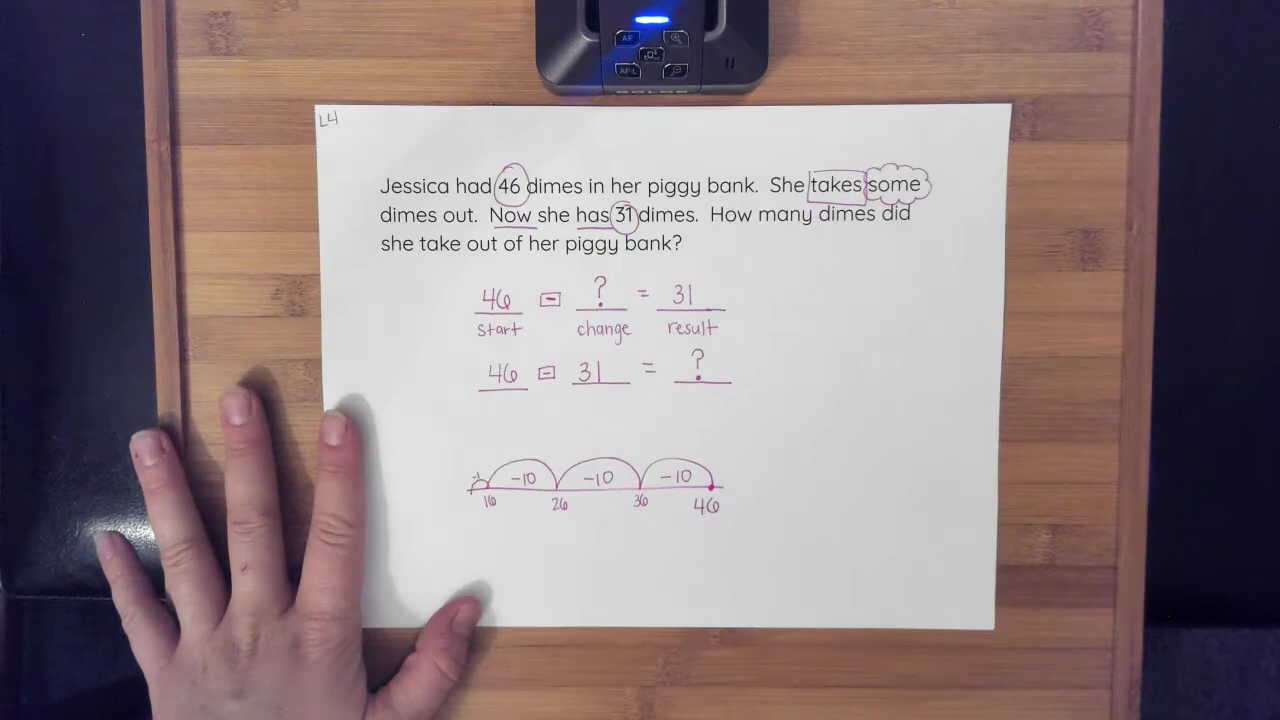 AF
AF-L
L4
Jessica had 46 dimes in her piggy bank. She takes some
dimes out. Now she has 31 dimes. How many dimes did
she take out of her piggy bank?
46 - ? = 31
start change result
46 - 31 = ?
-1 -10 -10 -10
16 26 36 46